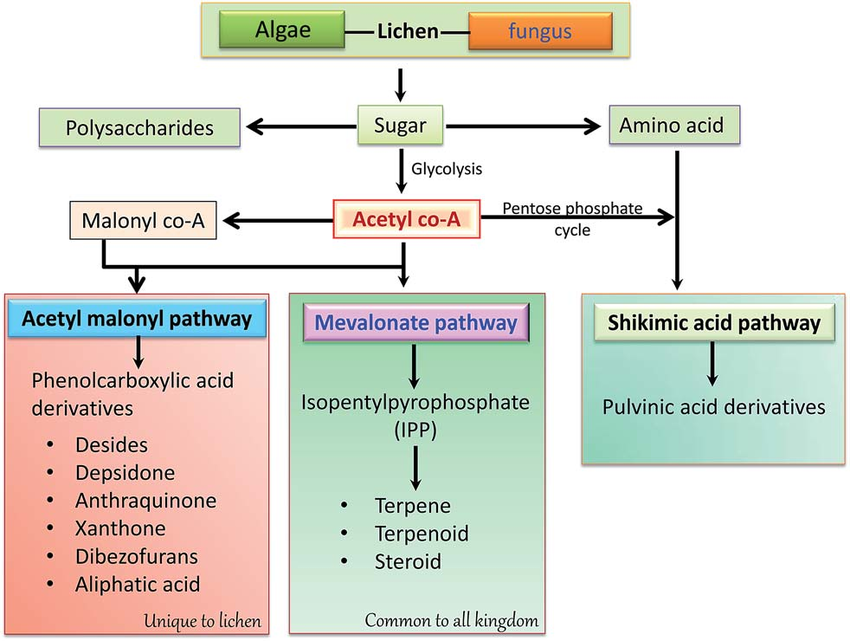 Algae
Lichen
fungus
Polysaccharides
Sugar
Amino acid
Glycolysis
Malonyl co-A
Acetyl co-A
Pentose phosphate
cycle
Acetyl malonyl pathway
Phenolcarboxylic acid
derivatives
• Desides
• Depsidone
• Anthraquinone
• Xanthone
• Dibezofurans
• Aliphatic acid
Unique to lichen
Mevalonate pathway
Isopentylpyrophosphate
(IPP)
• Terpene
• Terpenoid
• Steroid
Common to all kingdom
Shikimic acid pathway
Pulvinic acid derivatives